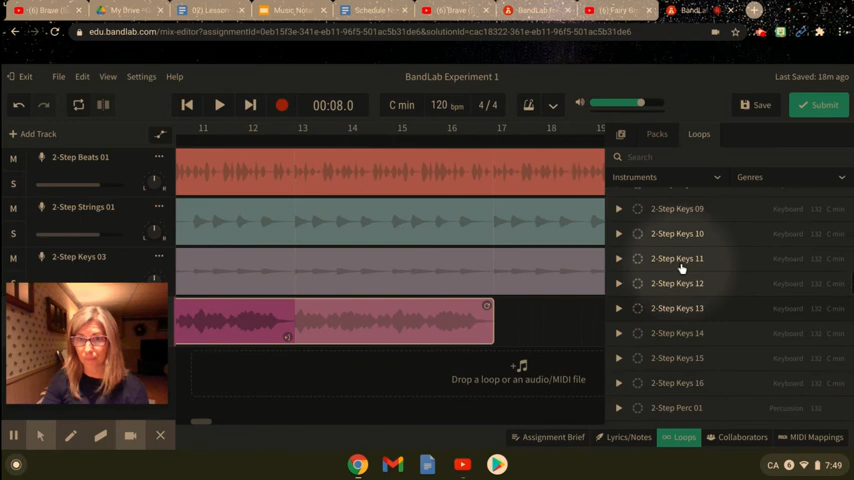 (6) Brave (
My Drive –
02) Lesson
Music Note
Schedule N
(6) Brave (
-BandLab
(6) Fairy K
BandLa
edu.bandlab.com/mix-editor?assignmentId=0eb15f3e-341e-eb11-96f5-501ac5d3b51e&solutionId=cac18322-361e-eb11-96f5-501ac5d3b51e
Exit File Edit View Settings Help BandLab Experiment 1 Last Saved: 18m ago
00:08.0 C min 120 bpm 4 / 4 Save Submit
+ Add Track 11 12 13 14 15 16 17 18 19 Packs Loops
Search
Instruments Genres
M 2-Step Beats 01
S L R
M 2-Step Strings 01
S L R
M 2-Step Keys 03
2-Step Keys 09 Keyboard 132 C min
2-Step Keys 10 Keyboard 132 C min
2-Step Keys 11 Keyboard 132 C min
2-Step Keys 12 Keyboard 132 C min
2-Step Keys 13 Keyboard 132 C min
2-Step Keys 14 Keyboard 132 C min
2-Step Keys 15 Keyboard 132 C min
2-Step Keys 16 Keyboard 132 C min
2-Step Perc 01 Percussion 132
Drop a loop or an audio/MIDI file
Assignment Brief Lyrics/Notes Loops Collaborators MIDI Mappings
CA 6 7:49